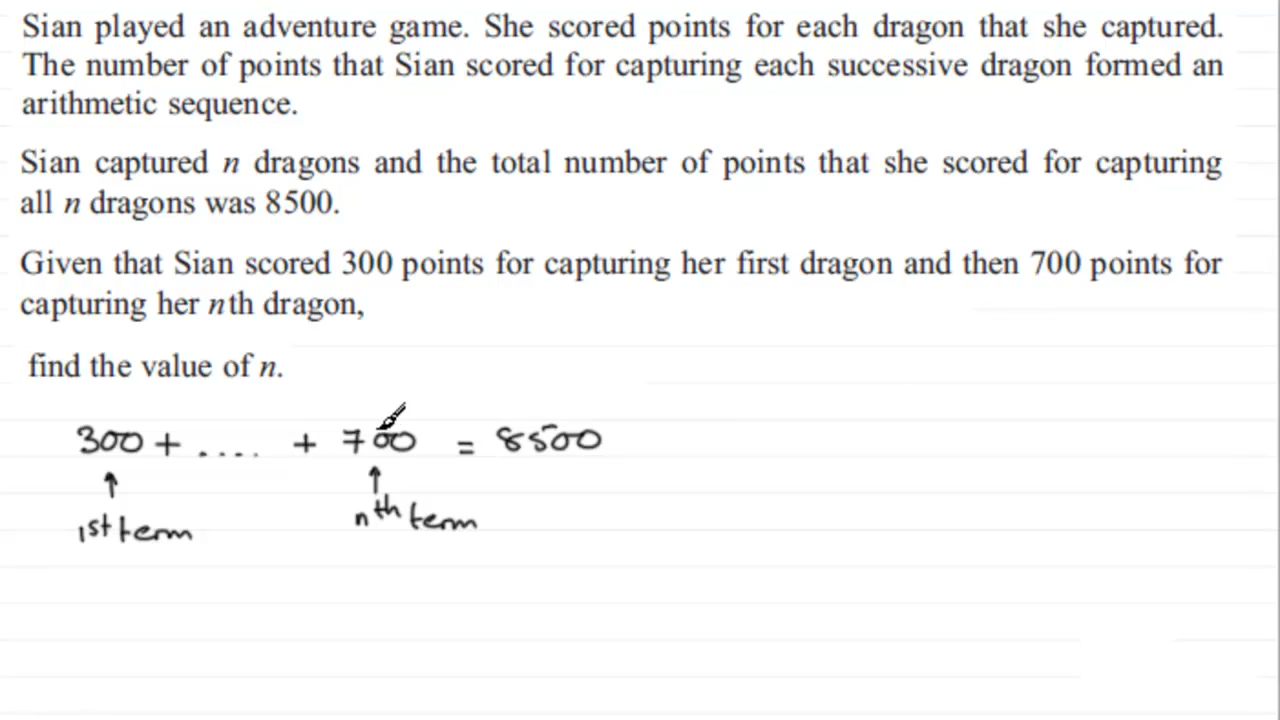 Sian played an adventure game. She scored points for each dragon that she captured.
The number of points that Sian scored for capturing each successive dragon formed an
arithmetic sequence.
Sian captured n dragons and the total number of points that she scored for capturing
all n dragons was 8500.
Given that Sian scored 300 points for capturing her first dragon and then 700 points for
capturing her nth dragon,
find the value of n.
300 + .... + 700 = 8500
1st term nth term